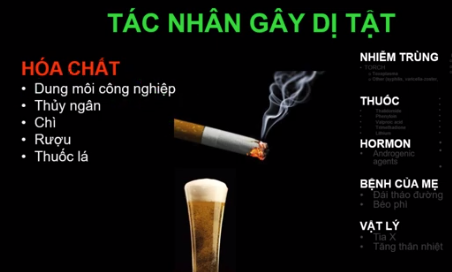 TÁC NHÂN GÂY DỊ TẬT
HÓA CHẤT
• Dung môi công nghiệp
• Thủy ngân
• Chì
• Rượu
• Thuốc lá
NHIỄM TRÙNG
• TORCH
THUỐC
HORMON
• Androgenic
agents
BỆNH CỦA MẸ
• Đái tháo đường
• Béo phì
VẬT LÝ
• Tia X
• Tăng thân nhiệt